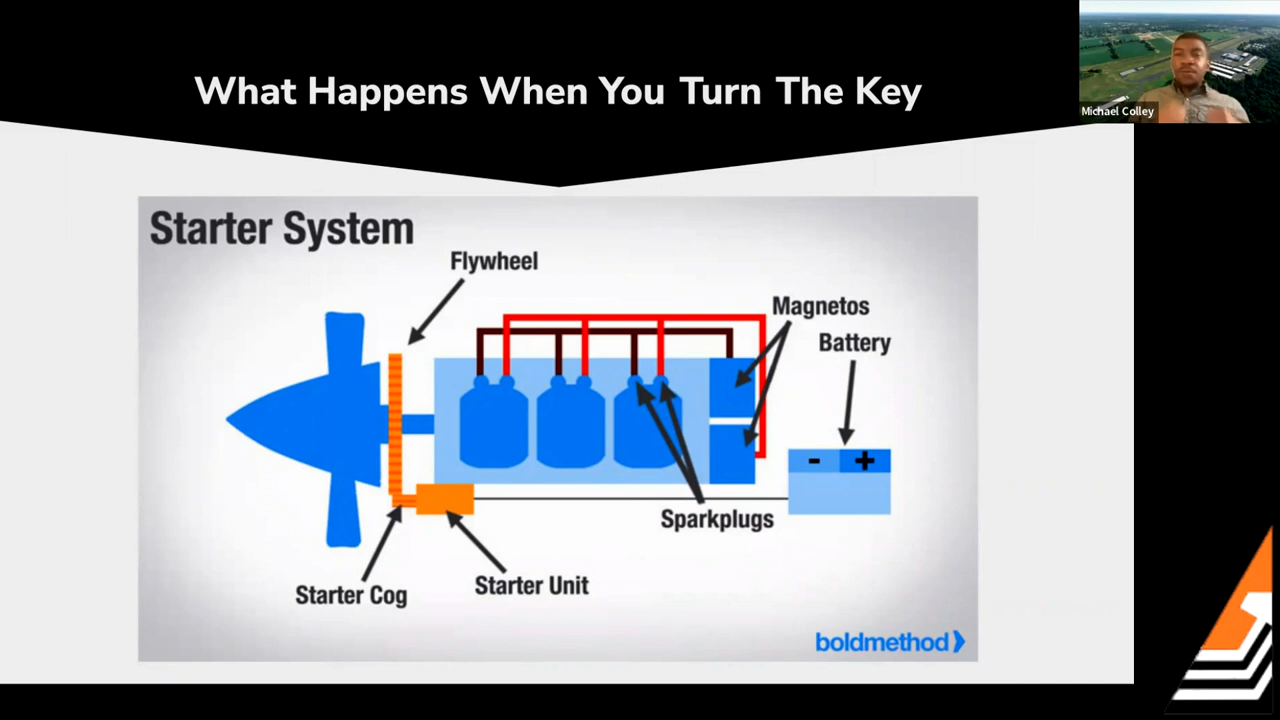 What Happens When You Turn The Key
Michael Colley
Starter System
Flywheel
Magnetos
Battery
- +
Sparkplugs
Starter Unit
Starter Cog
boldmethod